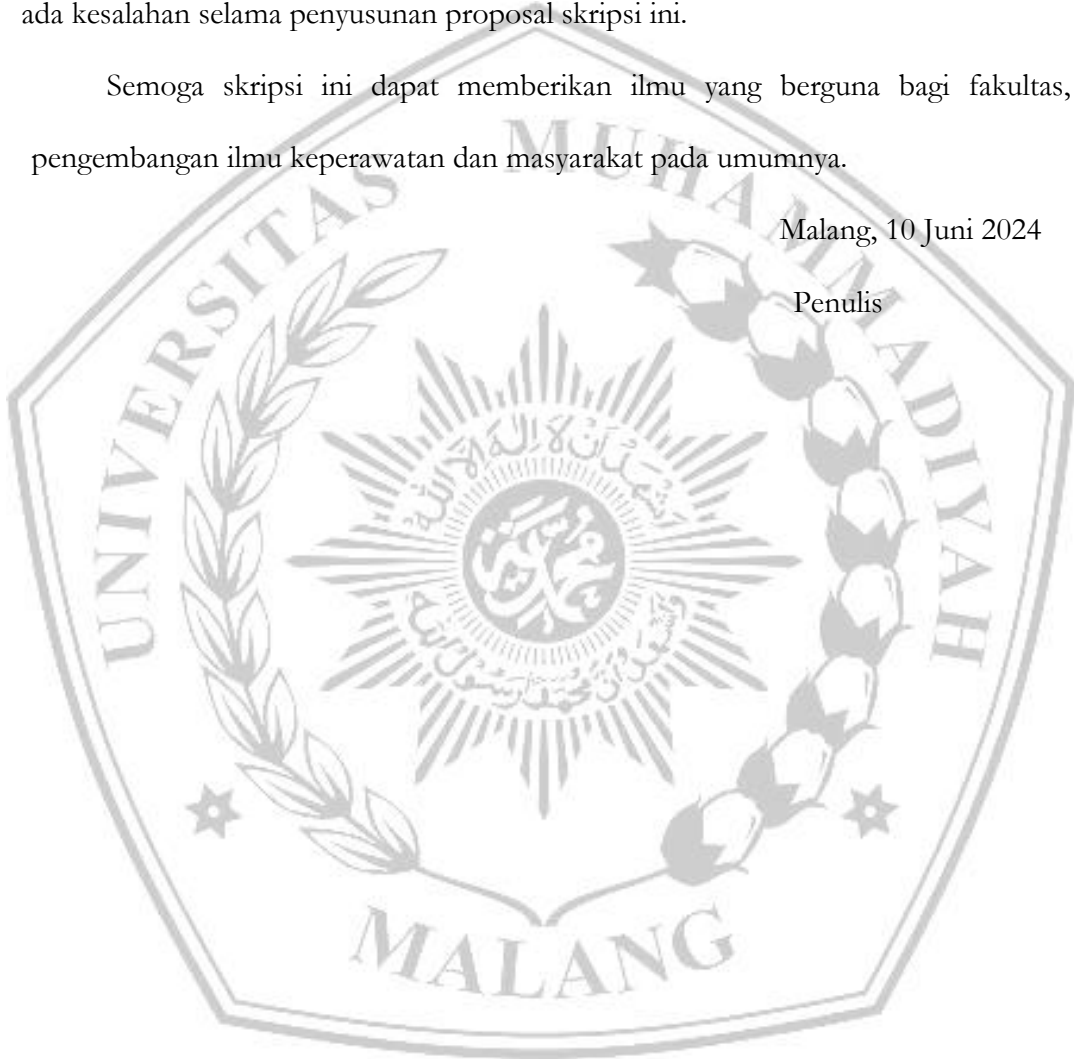 ada kesalahan selama penyusunan proposal skripsi ini.
Semoga skripsi ini dapat memberikan ilmu yang berguna bagi fakultas,
pengembangan ilmu keperawatan dan masyarakat pada umumnya.
Malang, 10 Juni 2024
Penulis
UNIVERSITAS MUHAMMADIYAH
MALANG